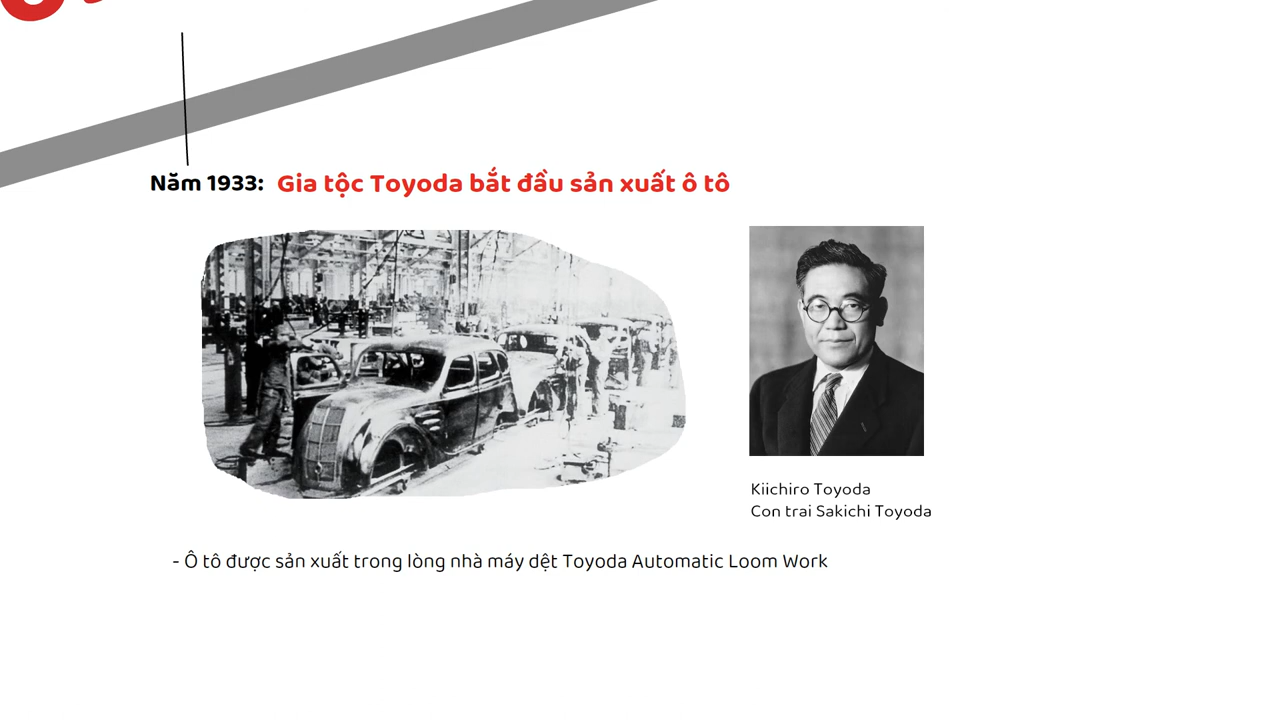 Năm 1933: Gia tộc Toyoda bắt đầu sản xuất ô tô
Kiichiro Toyoda
Con trai Sakichi Toyoda
- Ô tô được sản xuất trong lòng nhà máy dệt Toyoda Automatic Loom Work